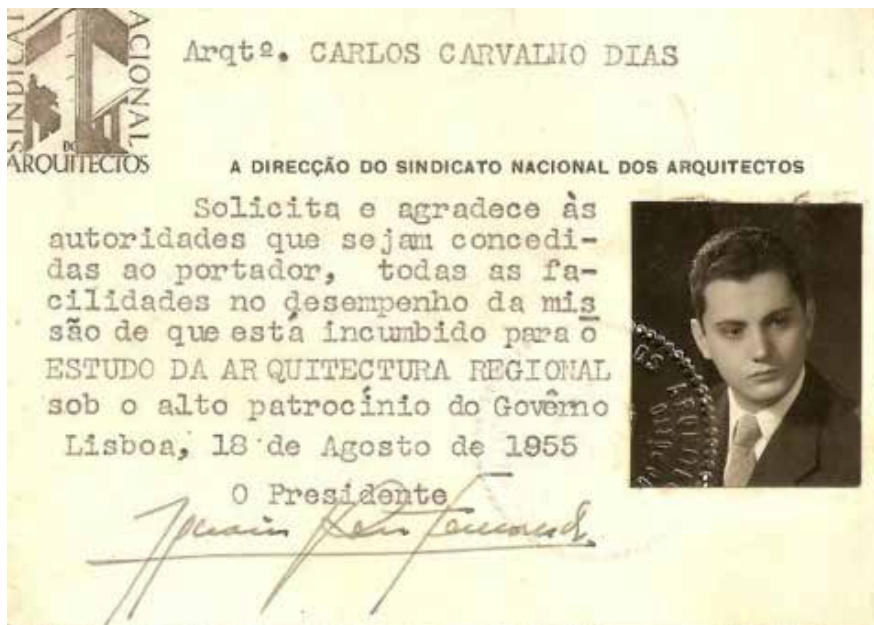 SINDICATO NACIONAL
DOS
ARQUITECTOS
Arqtº. CARLOS CARVALHO DIAS
A DIRECÇÃO DO SINDICATO NACIONAL DOS ARQUITECTOS
Solicita e agradece às
autoridades que sejam concedi-
das ao portador, todas as fa-
cilidades no desempenho da mis
são de que está incumbido para o
ESTUDO DA ARQUITECTURA REGIONAL
sob o alto patrocínio do Govêrno
Lisboa, 18 de Agosto de 1955
O Presidente